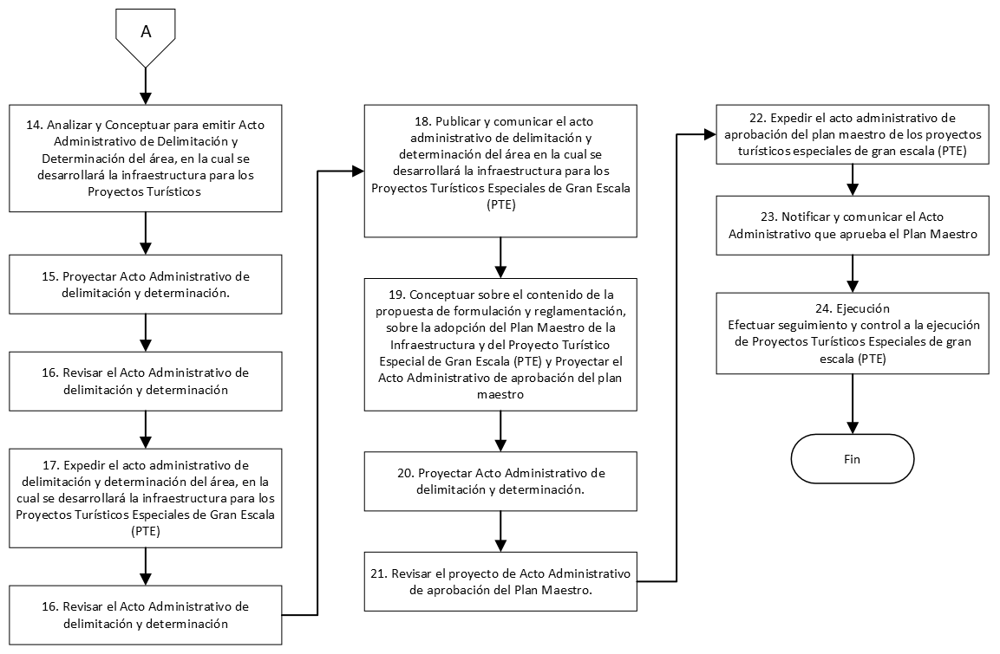 A
14. Analizar y Conceptuar para emitir Acto
Administrativo de Delimitación y
Determinación del área, en la cual se
desarrollará la infraestructura para los
Proyectos Turísticos
15. Proyectar Acto Administrativo de
delimitación y determinación.
16. Revisar el Acto Administrativo de
delimitación y determinación
17. Expedir el acto administrativo de
delimitación y determinación del área, en la
cual se desarrollará la infraestructura para los
Proyectos Turísticos Especiales de Gran Escala
(PTE)
16. Revisar el Acto Administrativo de
delimitación y determinación
18. Publicar y comunicar el acto
administrativo de delimitación y
determinación del área en la cual se
desarrollará la infraestructura para los
Proyectos Turísticos Especiales de Gran Escala
(PTE)
19. Conceptuar sobre el contenido de la
propuesta de formulación y reglamentación,
sobre la adopción del Plan Maestro de la
Infraestructura y del Proyecto Turístico
Especial de Gran Escala (PTE) y Proyectar el
Acto Administrativo de aprobación del plan
maestro
20. Proyectar Acto Administrativo de
delimitación y determinación.
21. Revisar el proyecto de Acto Administrativo
de aprobación del Plan Maestro.
22. Expedir el acto administrativo de
aprobación del plan maestro de los proyectos
turísticos especiales de gran escala (PTE)
23. Notificar y comunicar el Acto
Administrativo que aprueba el Plan Maestro
24. Ejecución
Efectuar seguimiento y control a la ejecución
de Proyectos Turísticos Especiales de gran
escala (PTE)
Fin